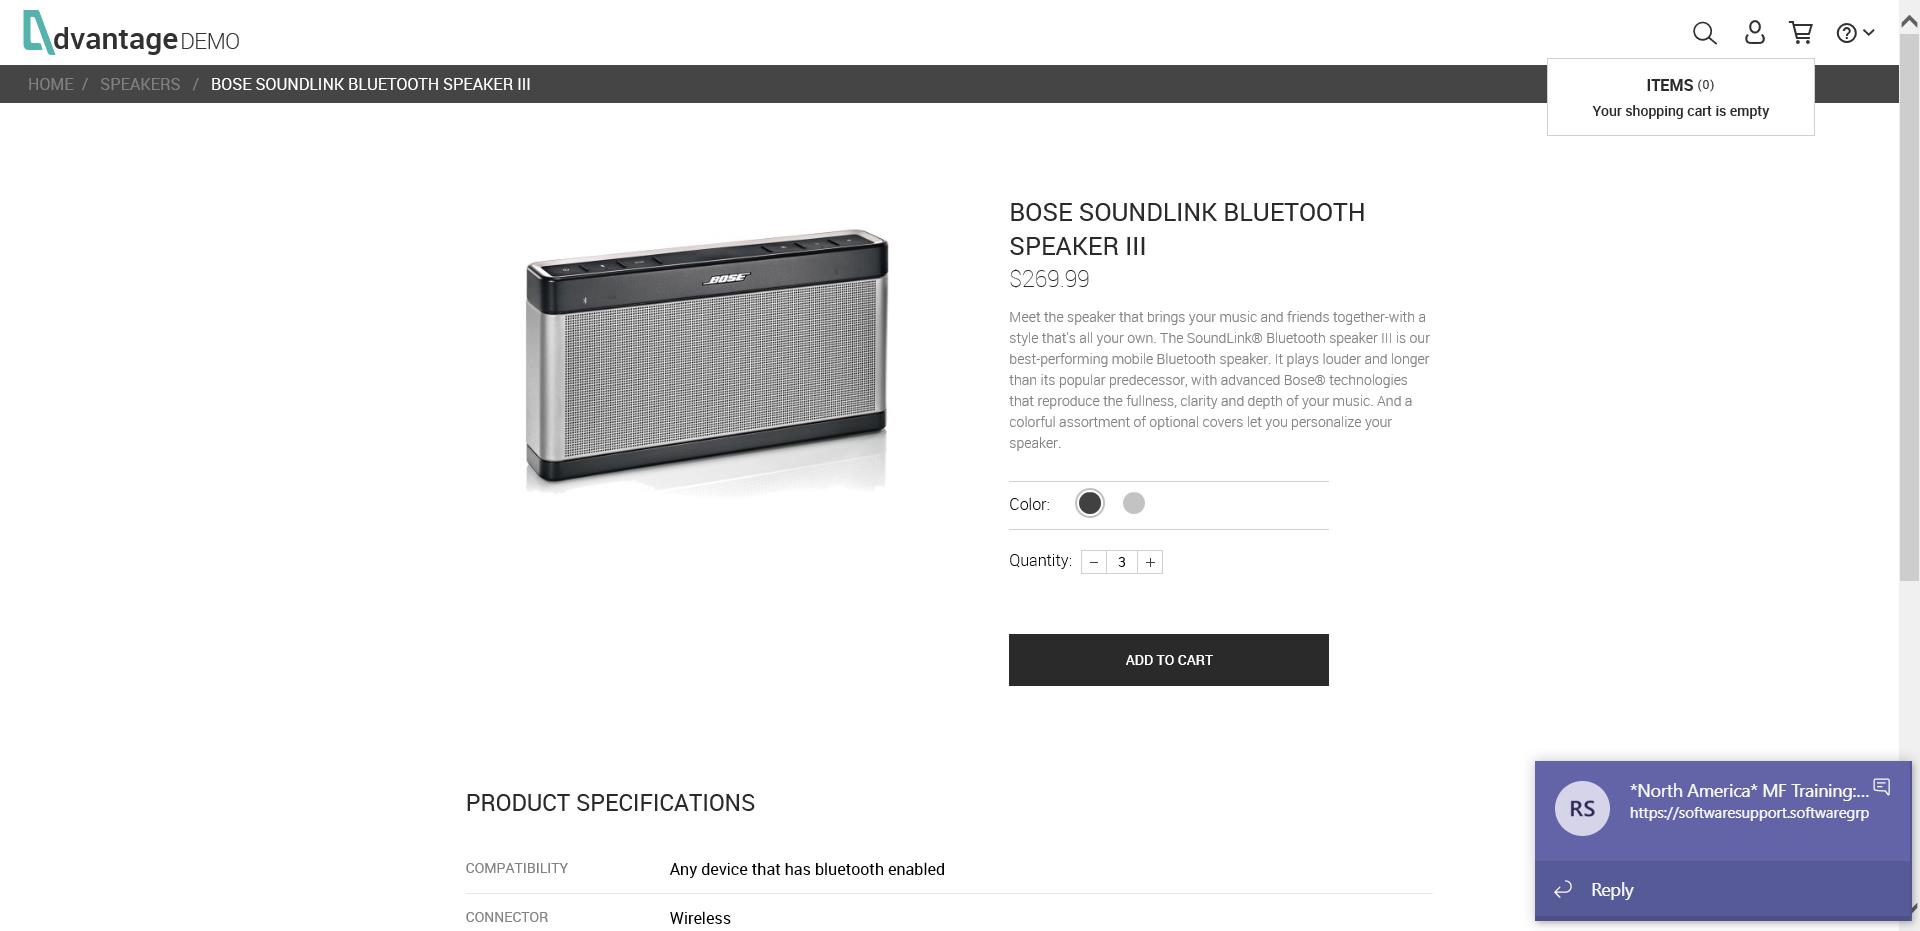 dvantage DEMO
HOME / SPEAKERS / BOSE SOUNDLINK BLUETOOTH SPEAKER III
ITEMS (0)
Your shopping cart is empty
BOSE
BOSE SOUNDLINK BLUETOOTH
SPEAKER III
$269.99
Meet the speaker that brings your music and friends together-with a
style that's all your own. The SoundLink® Bluetooth speaker III is our
best-performing mobile Bluetooth speaker. It plays louder and longer
than its popular predecessor, with advanced Bose® technologies
that reproduce the fullness, clarity and depth of your music. And a
colorful assortment of optional covers let you personalize your
speaker.
Color:
Quantity: − 3 +
ADD TO CART
PRODUCT SPECIFICATIONS
COMPATIBILITY Any device that has bluetooth enabled
CONNECTOR Wireless
RS
*North America* MF Training:...
https://softwaresupport.softwaregrp
Reply